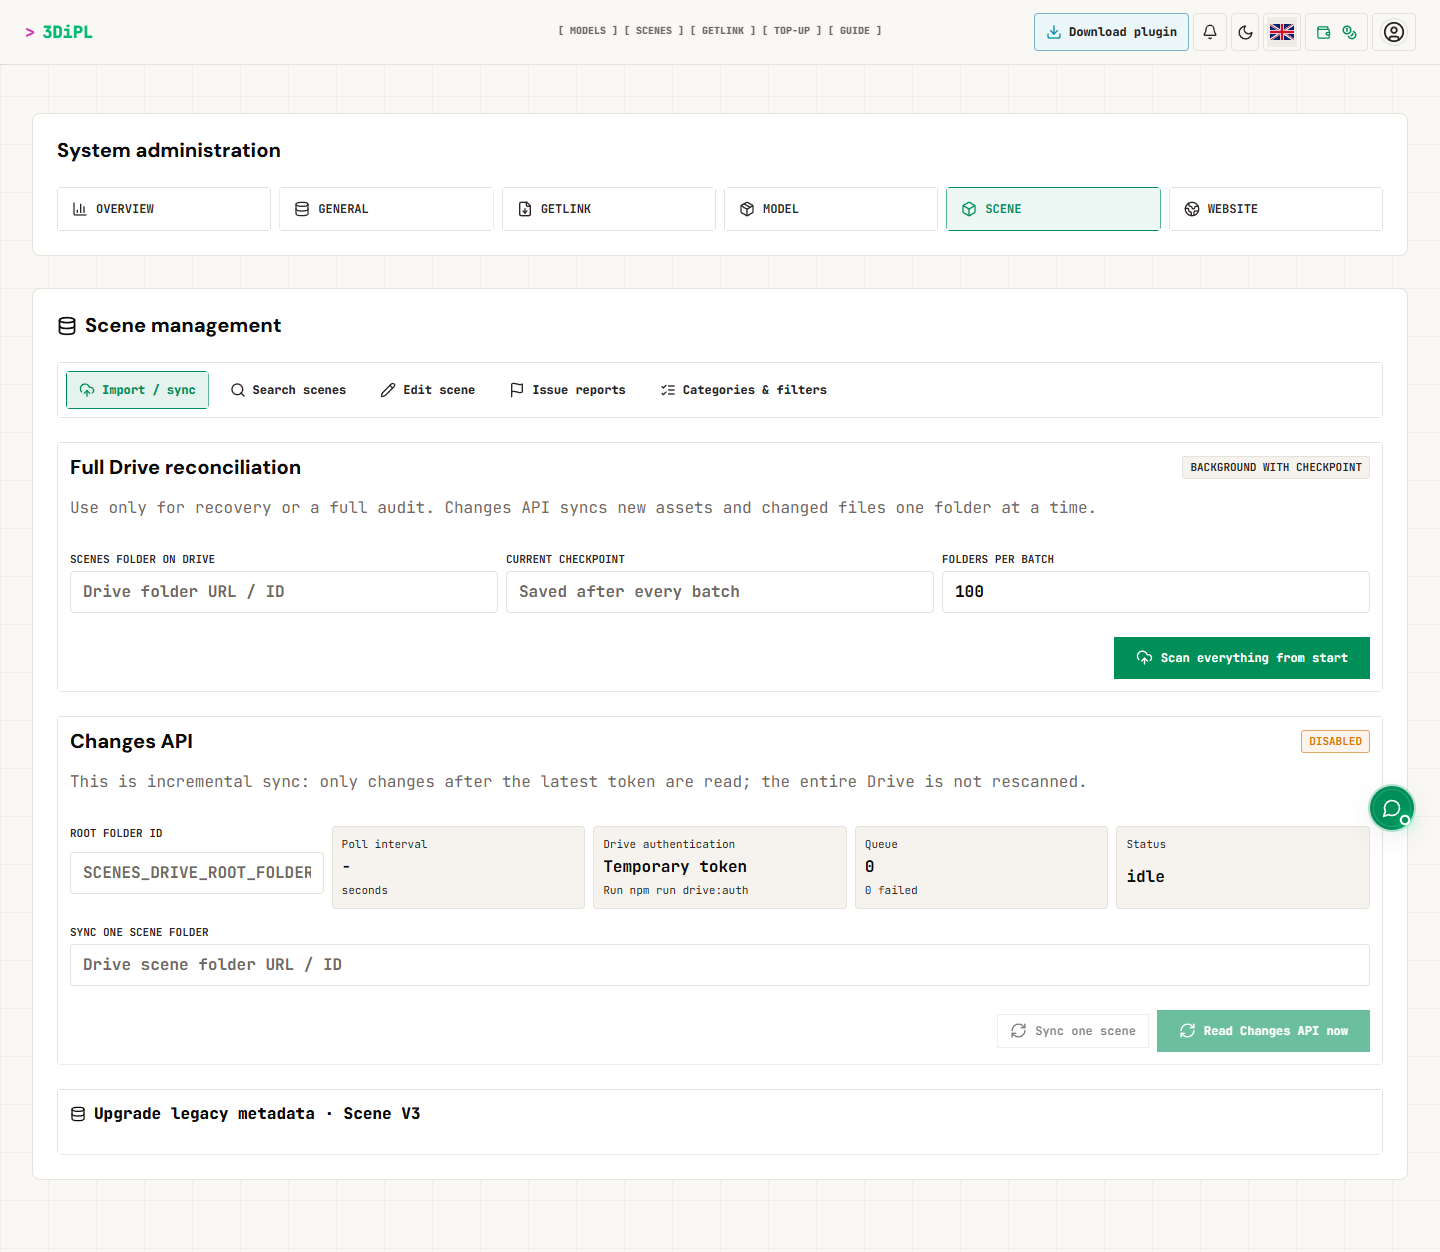 > 3DiPL
[ MODELS ] [ SCENES ] [ GETLINK ] [ TOP-UP ] [ GUIDE ]
Download plugin
System administration
OVERVIEW
GENERAL
GETLINK
MODEL
SCENE
WEBSITE
Scene management
Import / sync
Search scenes
Edit scene
Issue reports
Categories & filters
Full Drive reconciliation
BACKGROUND WITH CHECKPOINT
Use only for recovery or a full audit. Changes API syncs new assets and changed files one folder at a time.
SCENES FOLDER ON DRIVE
Drive folder URL / ID
CURRENT CHECKPOINT
Saved after every batch
FOLDERS PER BATCH
100
Scan everything from start
Changes API
DISABLED
This is incremental sync: only changes after the latest token are read; the entire Drive is not rescanned.
ROOT FOLDER ID
SCENES_DRIVE_ROOT_FOLDER
Poll interval
-
seconds
Drive authentication
Temporary token
Run npm run drive:auth
Queue
0
0 failed
Status
idle
SYNC ONE SCENE FOLDER
Drive scene folder URL / ID
Sync one scene
Read Changes API now
Upgrade legacy metadata · Scene V3